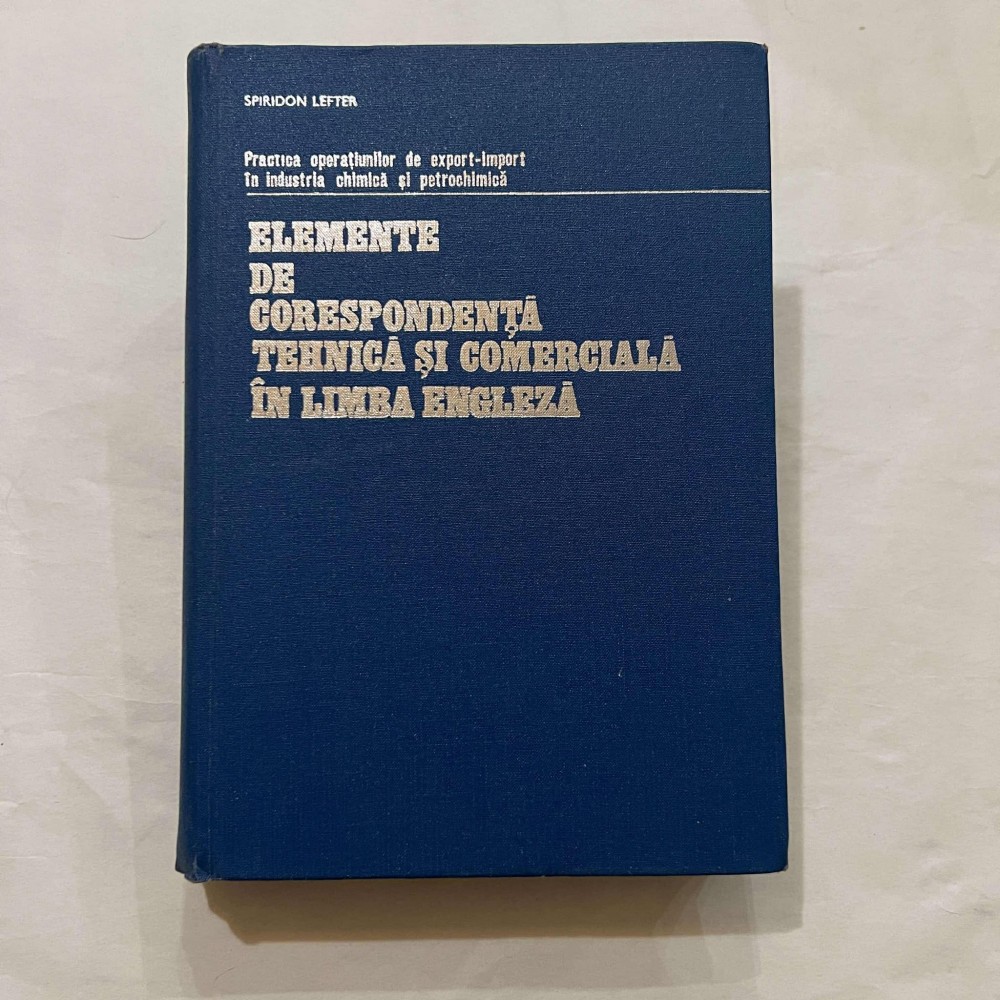 SPIRIDON LEFTER
Practica operațiunilor de export-import
în industria chimică și petrochimică
ELEMENTE
DE
CORESPONDENȚĂ
TEHNICĂ ȘI COMERCIALĂ
ÎN LIMBA ENGLEZĂ